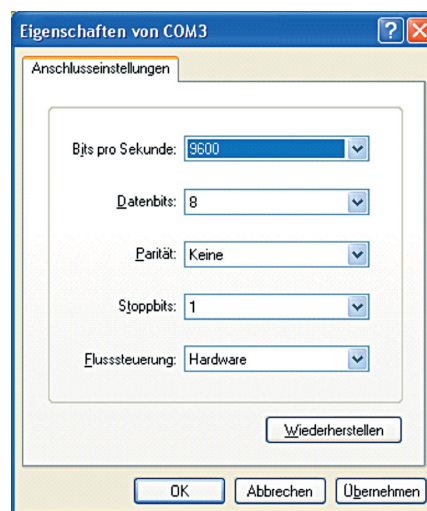 Eigenschaften von COM3
Anschlusseinstellungen
Bits pro Sekunde: 9600
Datenbits: 8
Parität: Keine
Stoppbits: 1
Flusssteuerung: Hardware
Wiederherstellen
OK Abbrechen Übernehmen